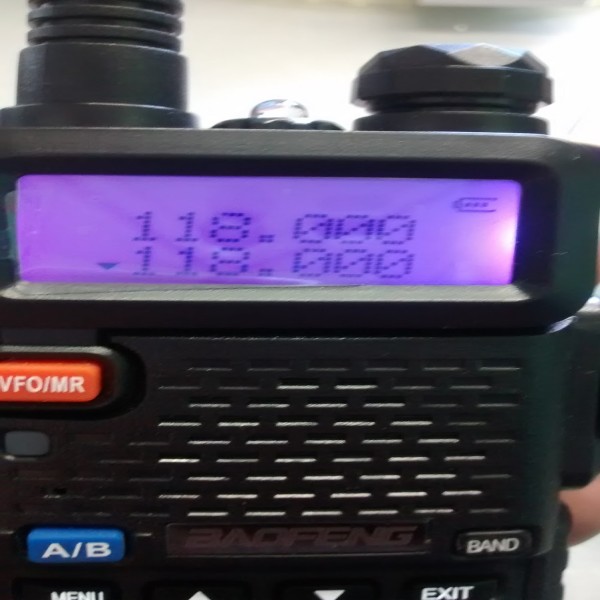 118.000
118.000
VFO/MR
BAOFENG
A/B
BAND
MENU
EXIT